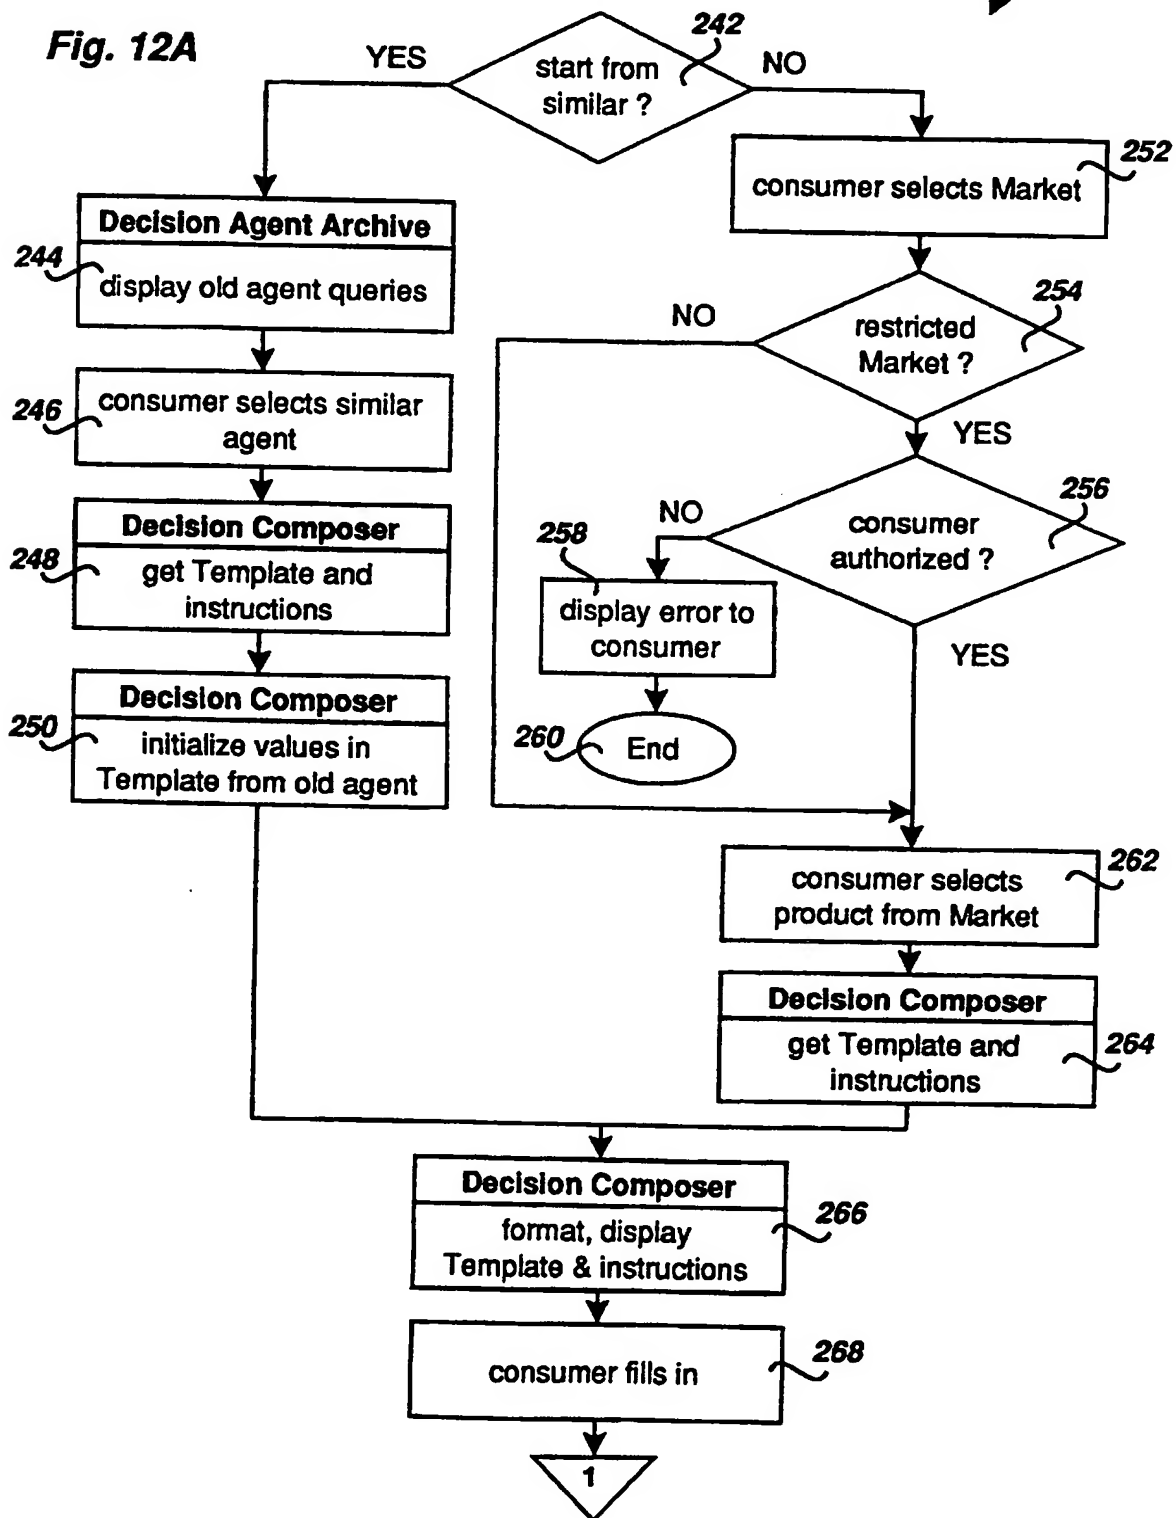 Fig. 12A
242
YES
start from
similar ?
NO
252
consumer selects Market
Decision Agent Archive
244
display old agent queries
254
NO
restricted
Market ?
YES
246
consumer selects similar
agent
256
NO
consumer
authorized ?
YES
Decision Composer
248
get Template and
instructions
258
display error to
consumer
Decision Composer
250
initialize values in
Template from old agent
260
End
262
consumer selects
product from Market
Decision Composer
264
get Template and
instructions
Decision Composer
266
format, display
Template & instructions
268
consumer fills in
1